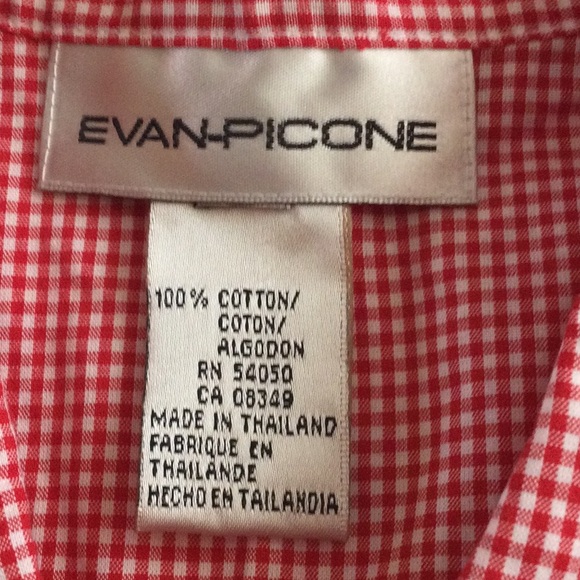 EVAN-PICONE
100% COTTON/
COTON/
ALGODON
RN 54050
CA 08349
MADE IN THAILAND
FABRIQUE EN
THAILANDE
HECHO EN TAILANDIA